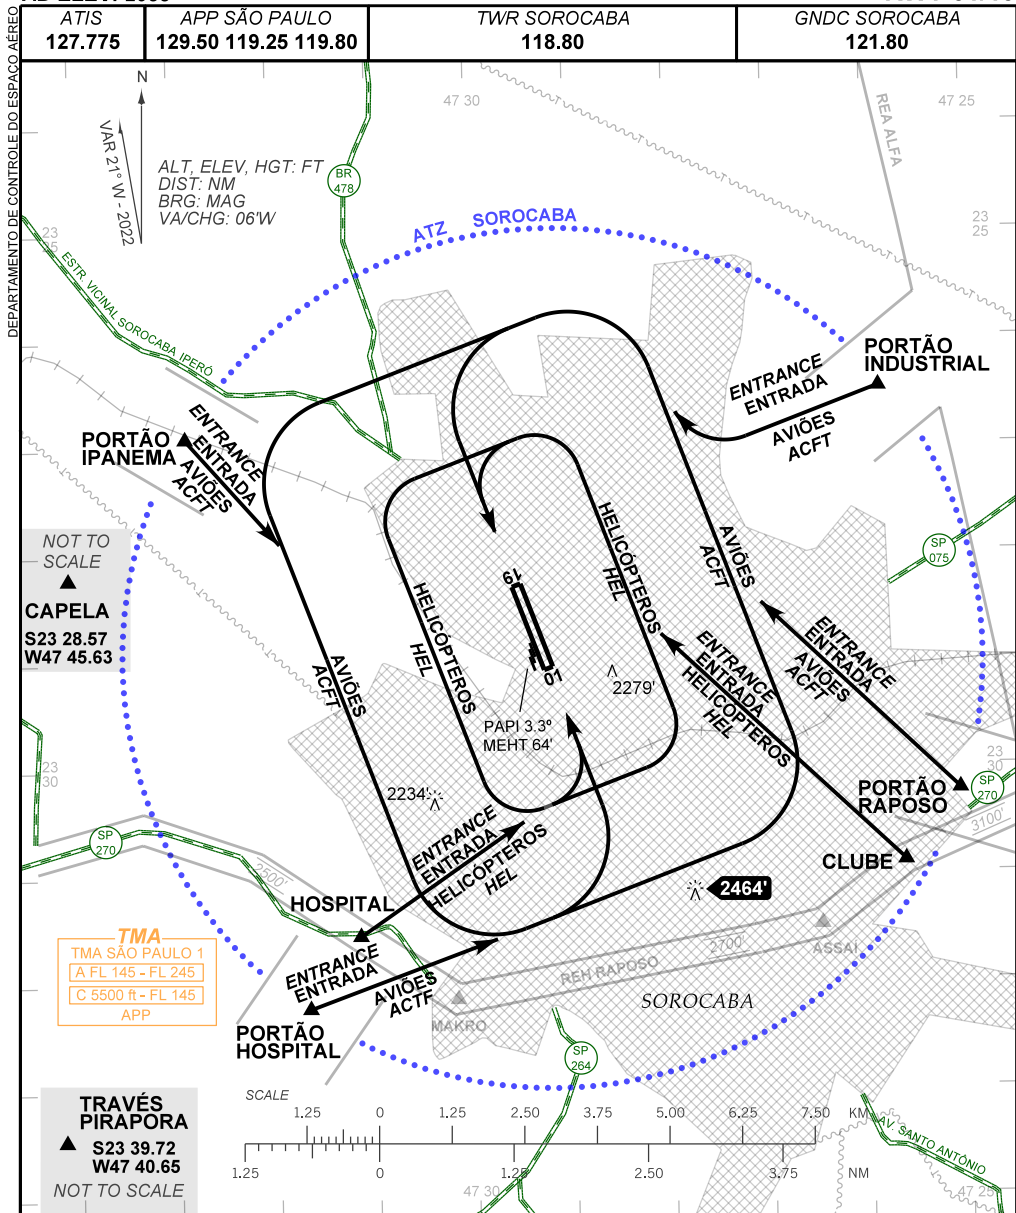 ATIS
127.775
APP SÃO PAULO
129.50 119.25 119.80
TWR SOROCABA
118.80
GNDC SOROCABA
121.80
DEPARTAMENTO DE CONTROLE DO ESPAÇO AÉREO
N
VAR 21° W - 2022
ALT, ELEV, HGT: FT
DIST: NM
BRG: MAG
VA/CHG: 06'W
BR
478
47 30
47 25
REA ALFA
23
25
23
25
ATZ SOROCABA
ESTR. VICINAL SOROCABA IPERÓ
PORTÃO
INDUSTRIAL
ENTRANCE
ENTRADA
AVIÕES
ACFT
PORTÃO
IPANEMA
ENTRANCE
ENTRADA
AVIÕES
ACFT
NOT TO
SCALE
CAPELA
S23 28.57
W47 45.63
SP
075
HELICÓPTEROS
HEL
HELICÓPTEROS
HEL
AVIÕES
ACFT
AVIÕES
ACFT
19
01
PAPI 3.3º
MEHT 64'
2279'
ENTRANCE
ENTRADA
HELICÓPTEROS
HEL
ENTRANCE
ENTRADA
AVIÕES
ACFT
23
30
23
30
PORTÃO
RAPOSO
SP
270
3100'
CLUBE
2234'
SP
270
2500'
ENTRANCE
ENTRADA
HELICÓPTEROS
HEL
HOSPITAL
2464'
ASSAÍ
2700'
REH RAPOSO
MAKRO
SOROCABA
TMA
TMA SÃO PAULO 1
A FL 145 - FL 245
C 5500 ft - FL 145
APP
ENTRANCE
ENTRADA
AVIÕES
ACTF
PORTÃO
HOSPITAL
SP
264
TRAVÉS
PIRAPORA
S23 39.72
W47 40.65
NOT TO SCALE
SCALE
1.25 0 1.25 2.50 3.75 5.00 6.25 7.50 KM
1.25 0 1.25 2.50 3.75 NM
AV. SANTO ANTÔNIO
47 30
47 25